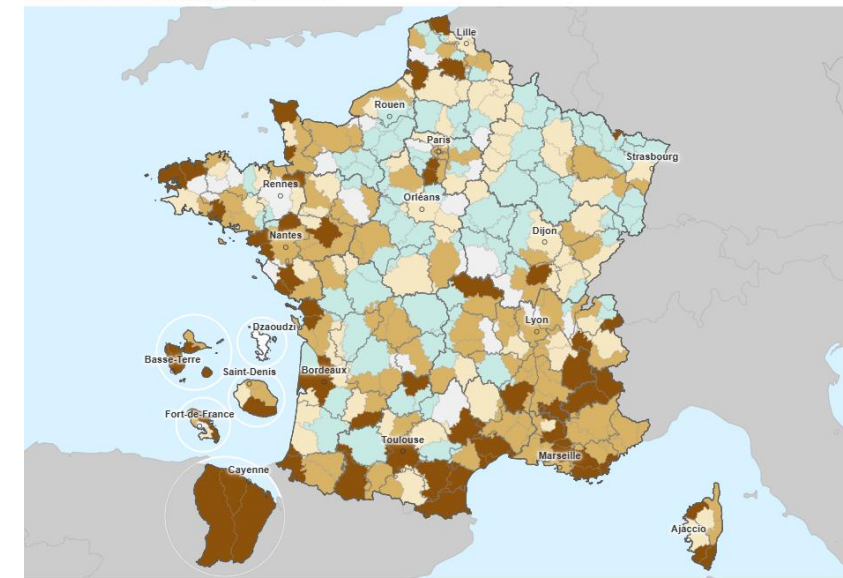 Lille
Rouen
Paris
Strasbourg
Rennes
Orléans
Dijon
Nantes
Lyon
Dzaoudzi
Basse-Terre
Saint-Denis
Bordeaux
Fort-de-France
Toulouse
Marseille
Cayenne
Ajaccio